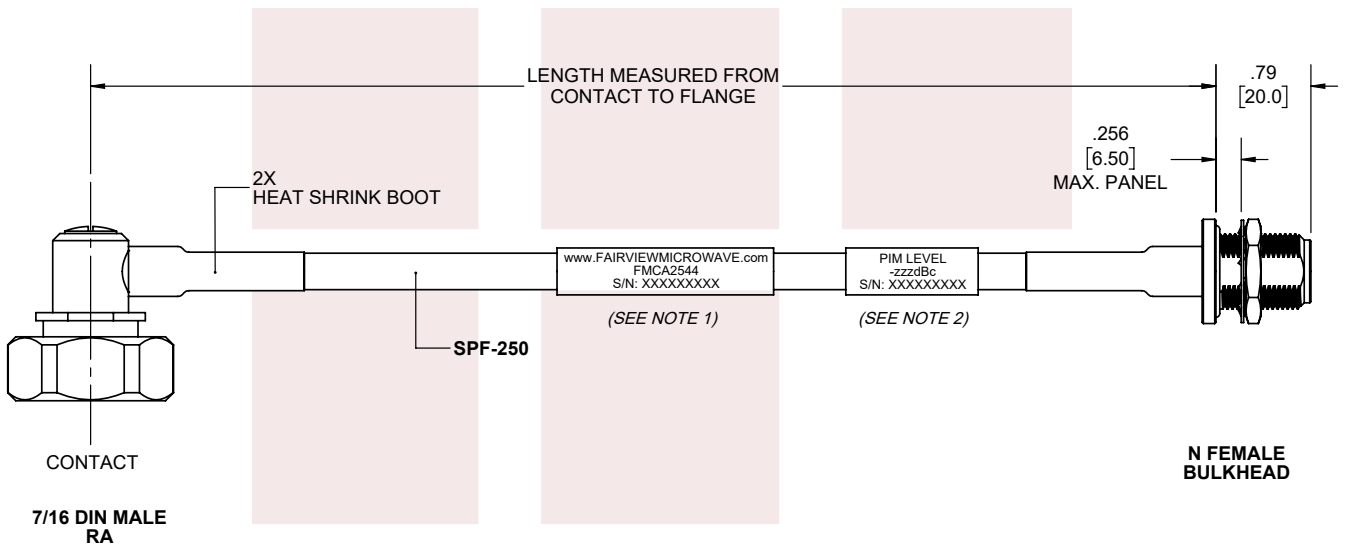 LENGTH MEASURED FROM
CONTACT TO FLANGE
.79
[20.0]
.256
[6.50]
MAX. PANEL
2X
HEAT SHRINK BOOT
www.FAIRVIEWMICROWAVE.com
FMCA2544
S/N: XXXXXXXXX
PIM LEVEL
-zzzdBc
S/N: XXXXXXXXX
(SEE NOTE 1)
(SEE NOTE 2)
SPF-250
CONTACT
7/16 DIN MALE
RA
N FEMALE
BULKHEAD